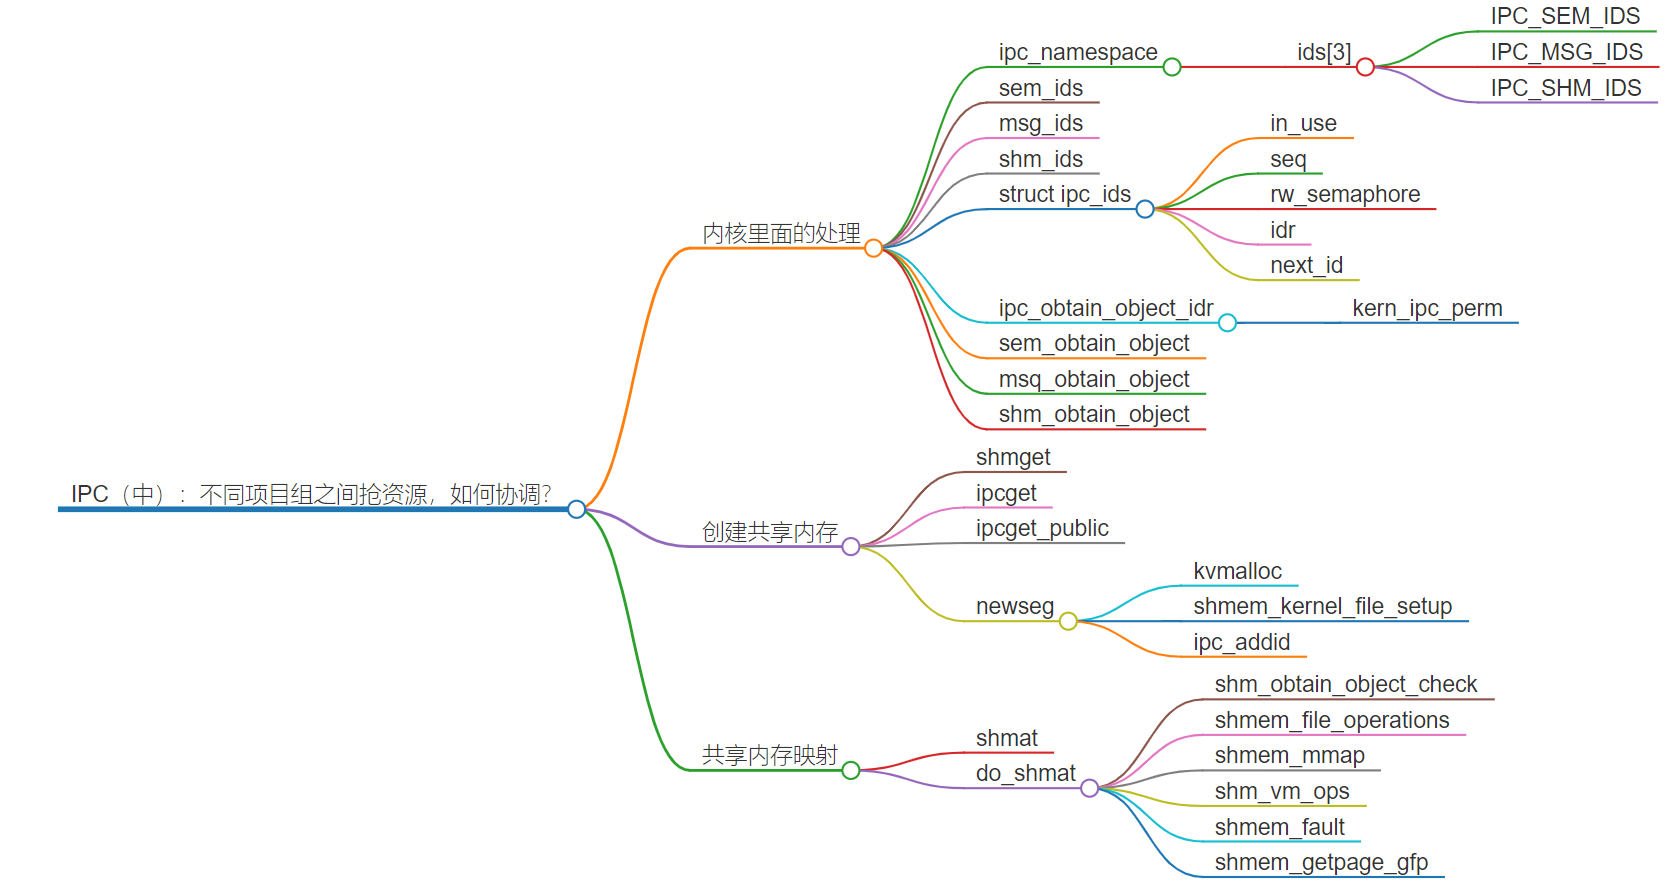 IPC（中）：不同项目组之间抢资源，如何协调？
内核里面的处理
ipc_namespace
ids[3]
IPC_SEM_IDS
IPC_MSG_IDS
IPC_SHM_IDS
sem_ids
msg_ids
shm_ids
struct ipc_ids
in_use
seq
rw_semaphore
idr
next_id
ipc_obtain_object_idr
kern_ipc_perm
sem_obtain_object
msq_obtain_object
shm_obtain_object
创建共享内存
shmget
ipcget
ipcget_public
newseg
kvmalloc
shmem_kernel_file_setup
ipc_addid
共享内存映射
shmat
do_shmat
shm_obtain_object_check
shmem_file_operations
shmem_mmap
shm_vm_ops
shmem_fault
shmem_getpage_gfp